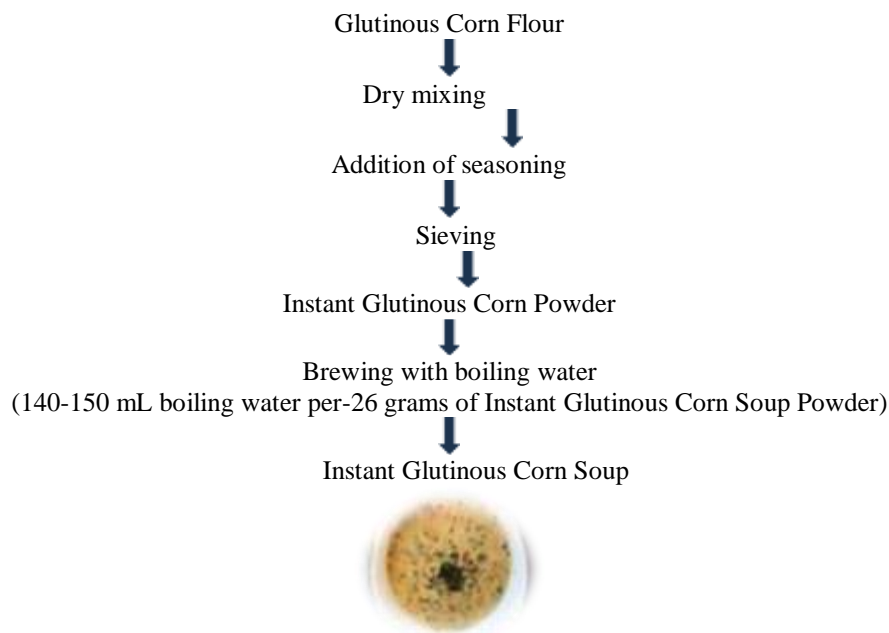 Glutinous Corn Flour
Dry mixing
Addition of seasoning
Sieving
Instant Glutinous Corn Powder
Brewing with boiling water
(140-150 mL boiling water per-26 grams of Instant Glutinous Corn Soup Powder)
Instant Glutinous Corn Soup